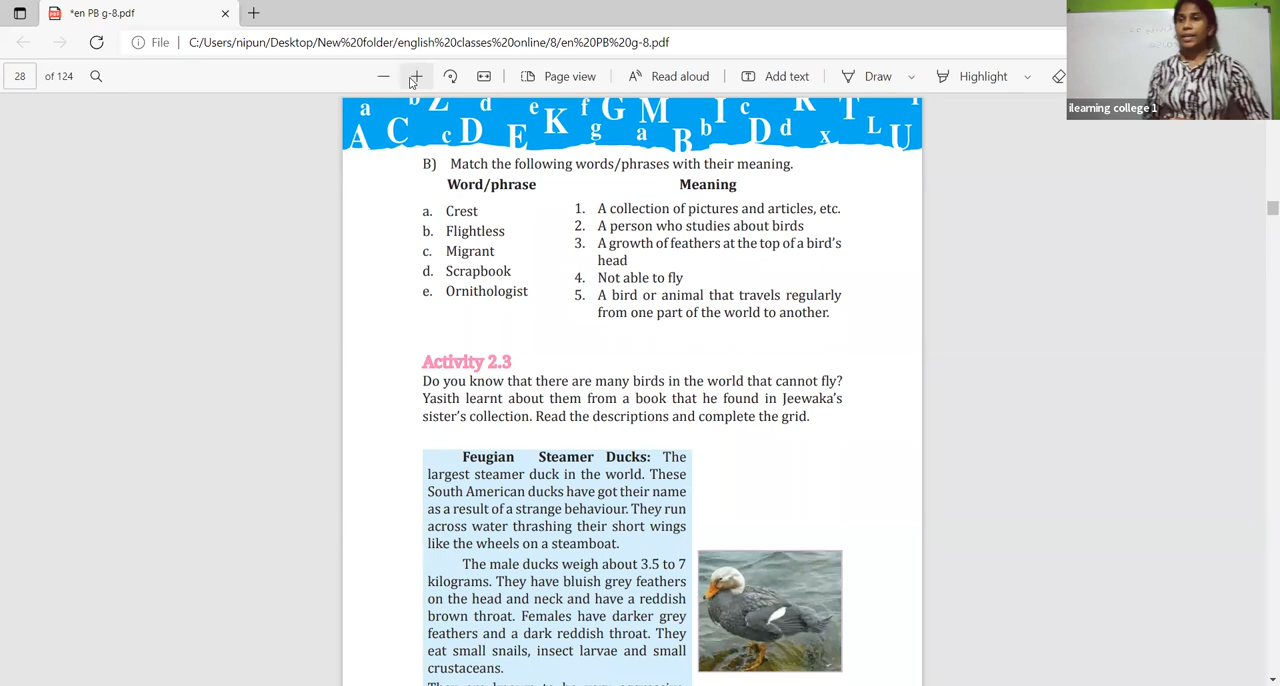 *en PB g-8.pdf
File C:/Users/nipun/Desktop/New%20folder/english%20classes%20online/8/en%20PB%20g-8.pdf
28 of 124 Page view Read aloud Add text Draw Highlight
ilearning college 1
a b Z d e f G M I c R T
A C c D E K g a B b D d x L U
B) Match the following words/phrases with their meaning.
Word/phrase Meaning
a. Crest
b. Flightless
c. Migrant
d. Scrapbook
e. Ornithologist
1. A collection of pictures and articles, etc.
2. A person who studies about birds
3. A growth of feathers at the top of a bird's
head
4. Not able to fly
5. A bird or animal that travels regularly
from one part of the world to another.
Activity 2.3
Do you know that there are many birds in the world that cannot fly?
Yasith learnt about them from a book that he found in Jeewaka's
sister's collection. Read the descriptions and complete the grid.
Feugian Steamer Ducks: The
largest steamer duck in the world. These
South American ducks have got their name
as a result of a strange behaviour. They run
across water thrashing their short wings
like the wheels on a steamboat.
The male ducks weigh about 3.5 to 7
kilograms. They have bluish grey feathers
on the head and neck and have a reddish
brown throat. Females have darker grey
feathers and a dark reddish throat. They
eat small snails, insect larvae and small
crustaceans.